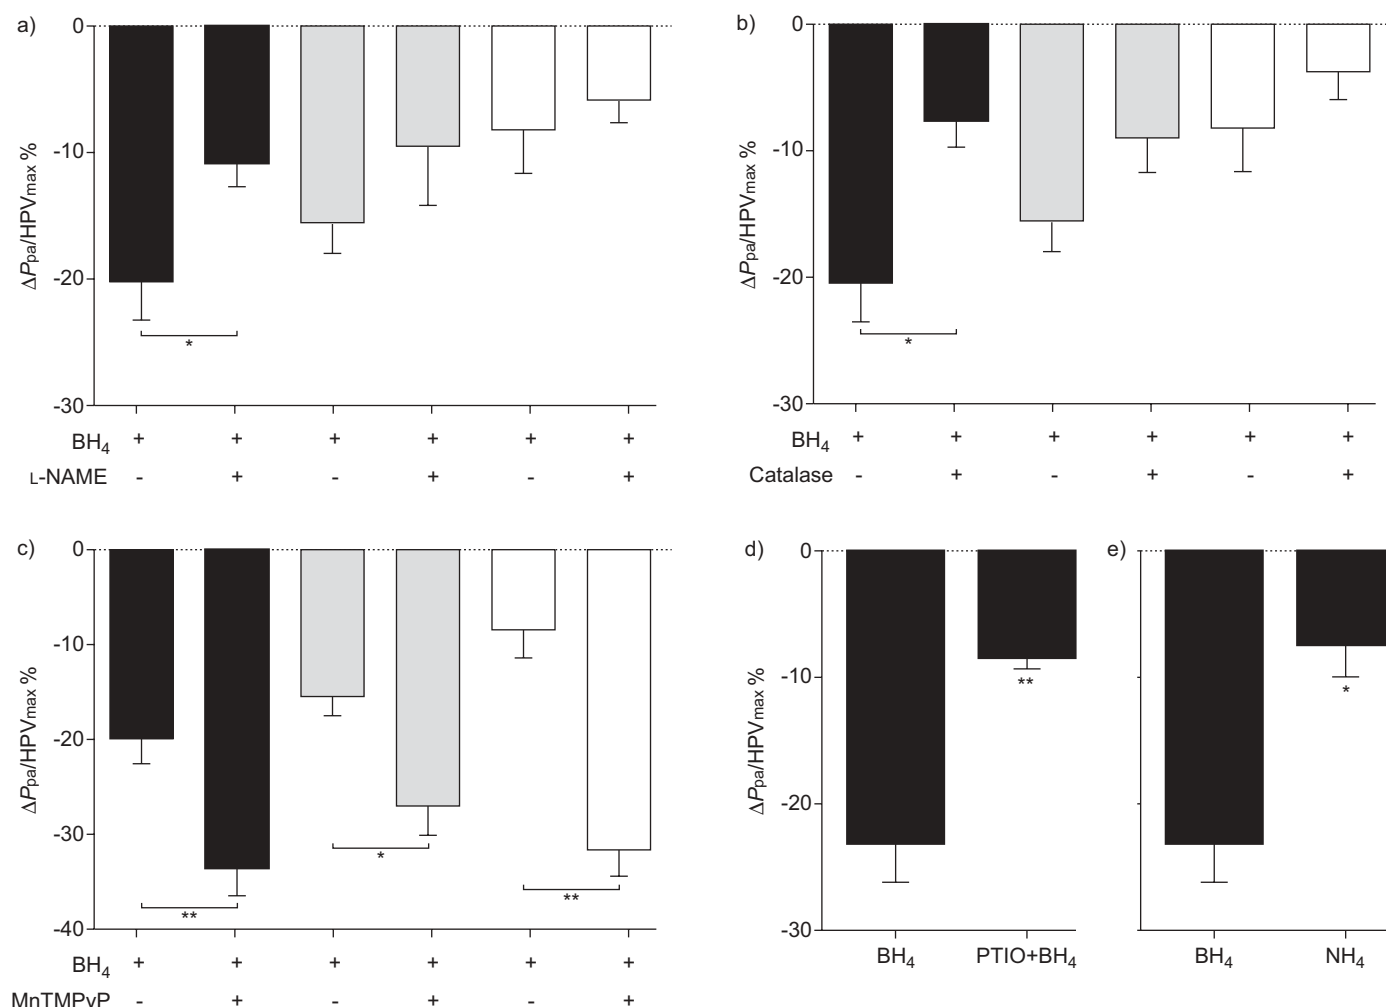 a)
0
-10
-20
-30
ΔPpa/HPVmax %
*
BH4 + + + + + +
L-NAME - + - + - +
b)
0
-10
-20
-30
ΔPpa/HPVmax %
*
BH4 + + + + + +
Catalase - + - + - +
c)
0
-10
-20
-30
-40
ΔPpa/HPVmax %
** * **
BH4 + + + + + +
MnTMPyP - + - + - +
d)
0
-10
-20
-30
ΔPpa/HPVmax %
**
BH4 PTIO+BH4
e)
*
BH4 NH4